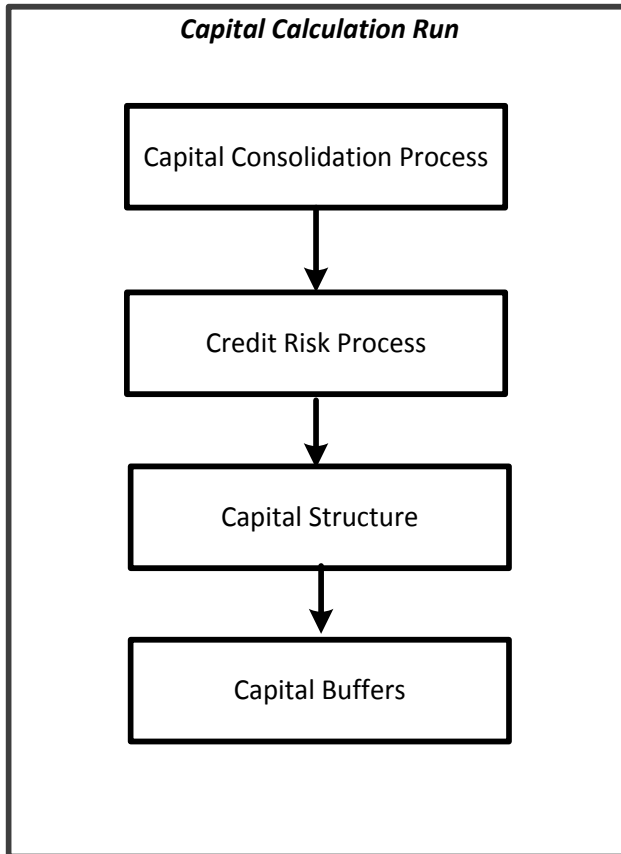 Capital Calculation Run
Capital Consolidation Process
Credit Risk Process
Capital Structure
Capital Buffers